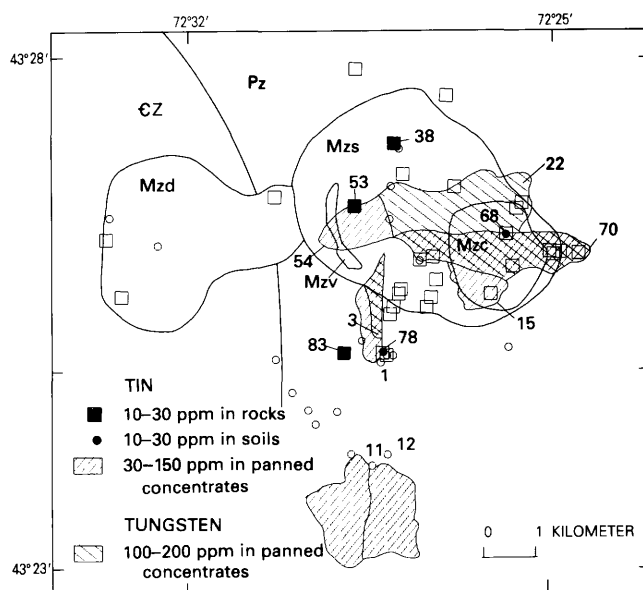 72°32′
72°25′
43°28′
Pz
ЄZ
Mzs
38
Mzd
53
22
68
70
Mzc
54
Mzv
15
3
78
83
1
TIN
10–30 ppm in rocks
10–30 ppm in soils
30–150 ppm in panned
concentrates
11
12
TUNGSTEN
100–200 ppm in panned
concentrates
0 1 KILOMETER
43°23′